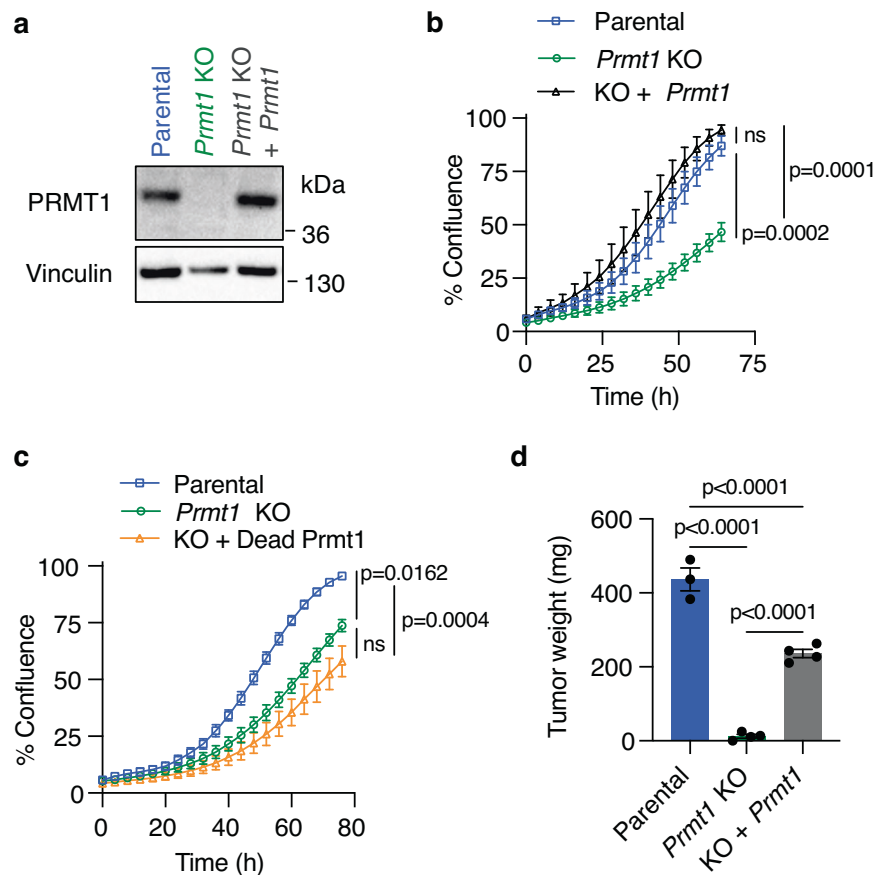 a
Parental
Prmt1 KO
Prmt1 KO
+ Prmt1
kDa
PRMT1
36
Vinculin
130
b
Parental
Prmt1 KO
KO + Prmt1
100
75
50
25
0
% Confluence
0 25 50 75
Time (h)
ns
p=0.0001
p=0.0002
c
Parental
Prmt1 KO
KO + Dead Prmt1
100
75
50
25
0
% Confluence
0 20 40 60 80
Time (h)
p=0.0162
p=0.0004
ns
d
p<0.0001
p<0.0001
p<0.0001
600
400
200
0
Tumor weight (mg)
Parental
Prmt1 KO
KO + Prmt1